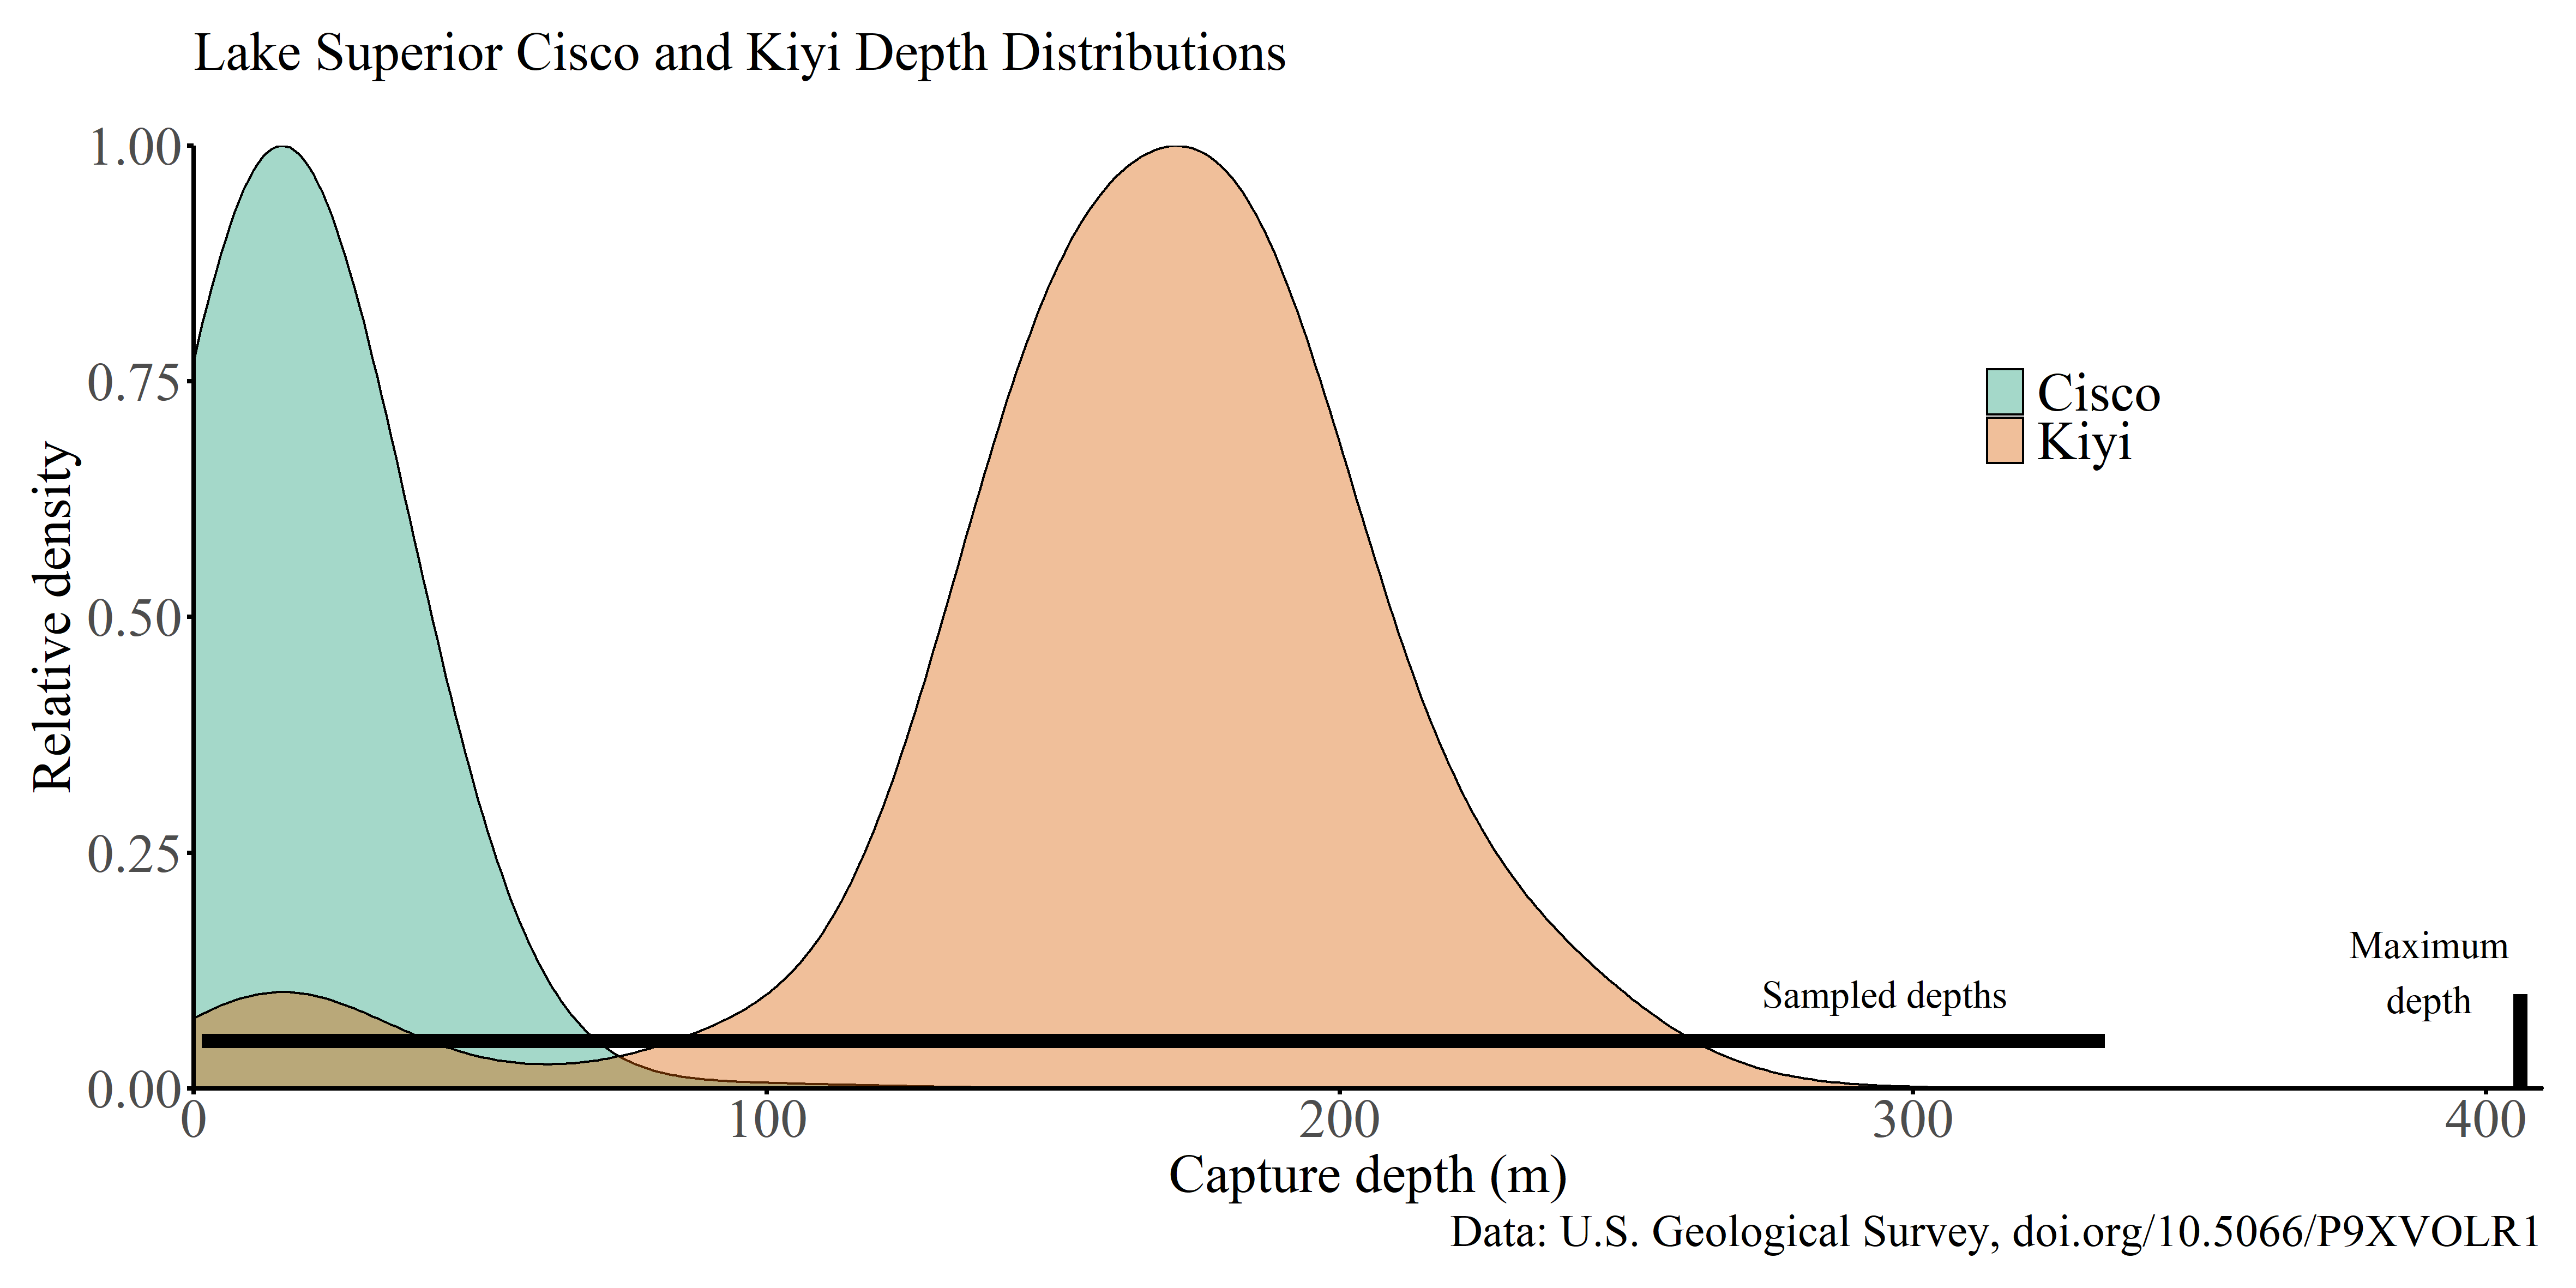 Lake Superior Cisco and Kiyi Depth Distributions
1.00
0.75
0.50
0.25
0.00
Relative density
Cisco
Kiyi
Sampled depths
Maximum
depth
0 100 200 300 400
Capture depth (m)
Data: U.S. Geological Survey, doi.org/10.5066/P9XVOLR1